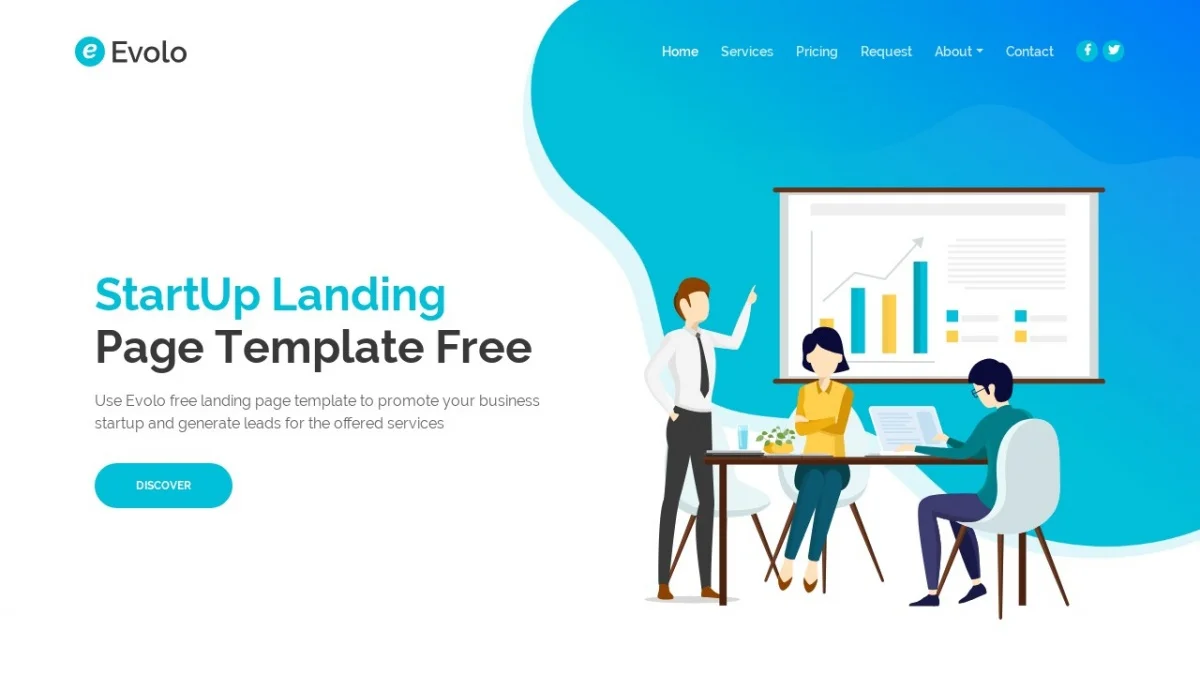 Evolo
Home Services Pricing Request About Contact
StartUp Landing
Page Template Free
Use Evolo free landing page template to promote your business
startup and generate leads for the offered services
DISCOVER